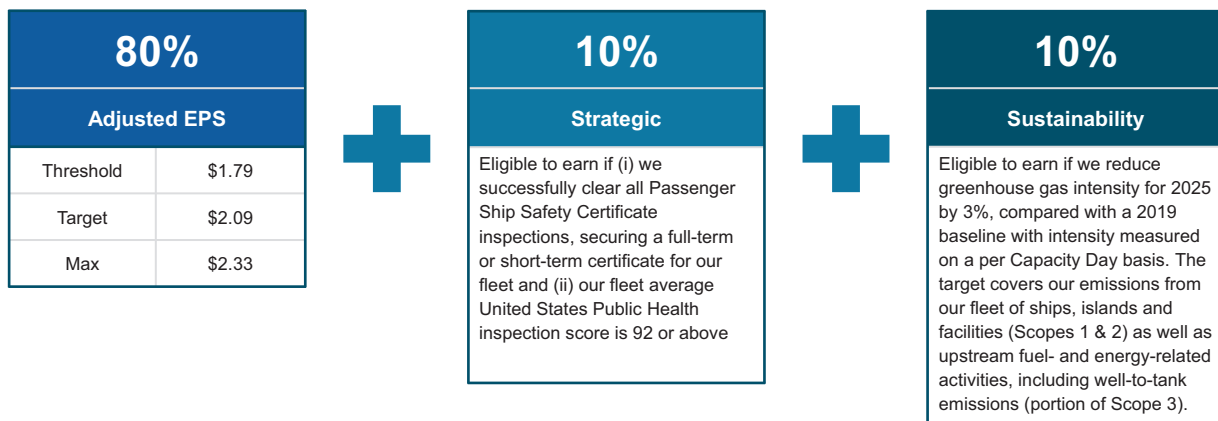 80%
Adjusted EPS
Threshold $1.79
Target $2.09
Max $2.33
10%
Strategic
Eligible to earn if (i) we
successfully clear all Passenger
Ship Safety Certificate
inspections, securing a full-term
or short-term certificate for our
fleet and (ii) our fleet average
United States Public Health
inspection score is 92 or above
10%
Sustainability
Eligible to earn if we reduce
greenhouse gas intensity for 2025
by 3%, compared with a 2019
baseline with intensity measured
on a per Capacity Day basis. The
target covers our emissions from
our fleet of ships, islands and
facilities (Scopes 1 & 2) as well as
upstream fuel- and energy-related
activities, including well-to-tank
emissions (portion of Scope 3).